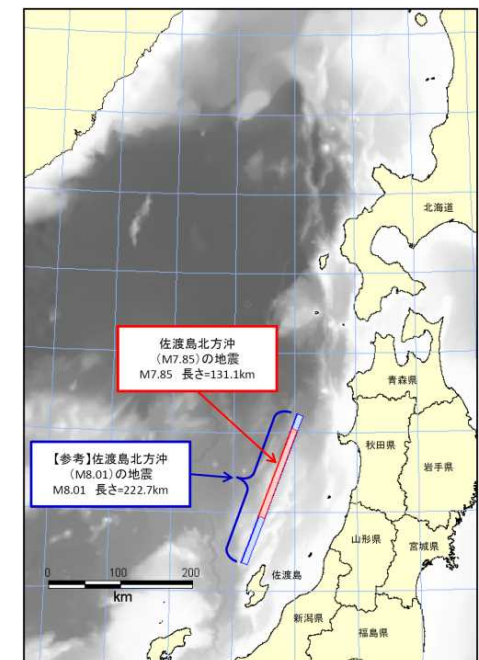 北海道
佐渡島北方沖
(M7.85)の地震
M7.85 長さ=131.1km
青森県
秋田県
【参考】佐渡島北方沖
(M8.01)の地震
M8.01 長さ=222.7km
岩手県
山形県
宮城県
佐渡島
0 100 200
km
新潟県
福島県